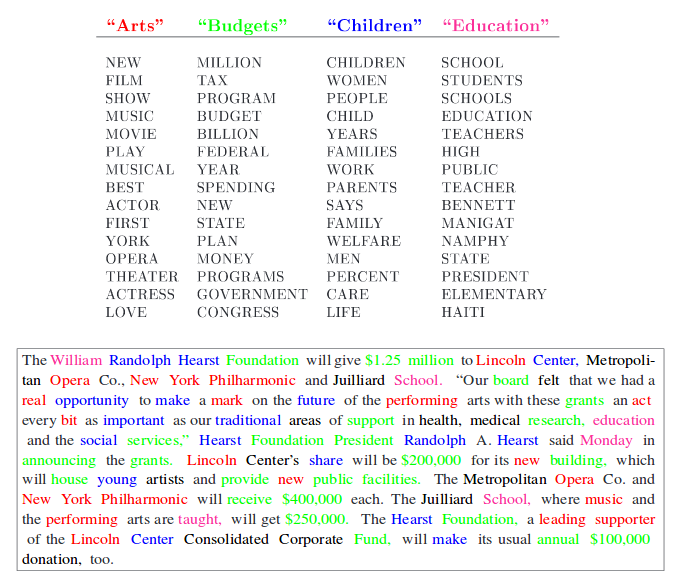 “Arts” “Budgets” “Children” “Education”
NEW MILLION CHILDREN SCHOOL
FILM TAX WOMEN STUDENTS
SHOW PROGRAM PEOPLE SCHOOLS
MUSIC BUDGET CHILD EDUCATION
MOVIE BILLION YEARS TEACHERS
PLAY FEDERAL FAMILIES HIGH
MUSICAL YEAR WORK PUBLIC
BEST SPENDING PARENTS TEACHER
ACTOR NEW SAYS BENNETT
FIRST STATE FAMILY MANIGAT
YORK PLAN WELFARE NAMPHY
OPERA MONEY MEN STATE
THEATER PROGRAMS PERCENT PRESIDENT
ACTRESS GOVERNMENT CARE ELEMENTARY
LOVE CONGRESS LIFE HAITI
The William Randolph Hearst Foundation will give $1.25 million to Lincoln Center, Metropoli-
tan Opera Co., New York Philharmonic and Juilliard School. “Our board felt that we had a
real opportunity to make a mark on the future of the performing arts with these grants an act
every bit as important as our traditional areas of support in health, medical research, education
and the social services,” Hearst Foundation President Randolph A. Hearst said Monday in
announcing the grants. Lincoln Center’s share will be $200,000 for its new building, which
will house young artists and provide new public facilities. The Metropolitan Opera Co. and
New York Philharmonic will receive $400,000 each. The Juilliard School, where music and
the performing arts are taught, will get $250,000. The Hearst Foundation, a leading supporter
of the Lincoln Center Consolidated Corporate Fund, will make its usual annual $100,000
donation, too.